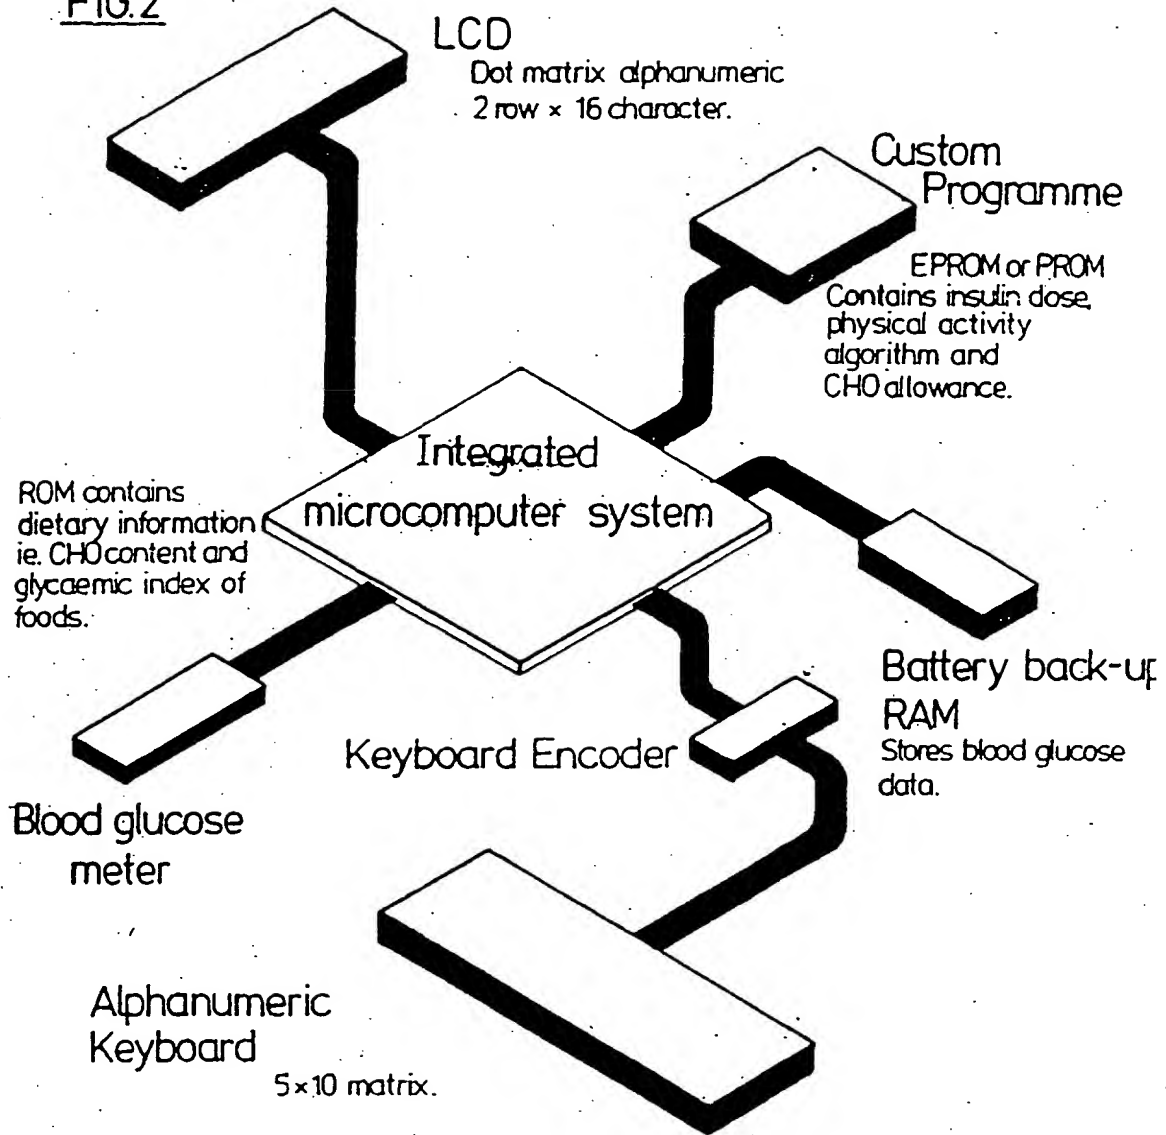 FIG.2
LCD
Dot matrix alphanumeric
2 row × 16 character.
Custom
Programme
EPROM or PROM
Contains insulin dose,
physical activity
algorithm and
CHO allowance.
Integrated
microcomputer system
ROM contains
dietary information
ie. CHO content and
glycaemic index of
foods.
Battery back-up
RAM
Stores blood glucose
data.
Keyboard Encoder
Blood glucose
meter
Alphanumeric
Keyboard
5×10 matrix.